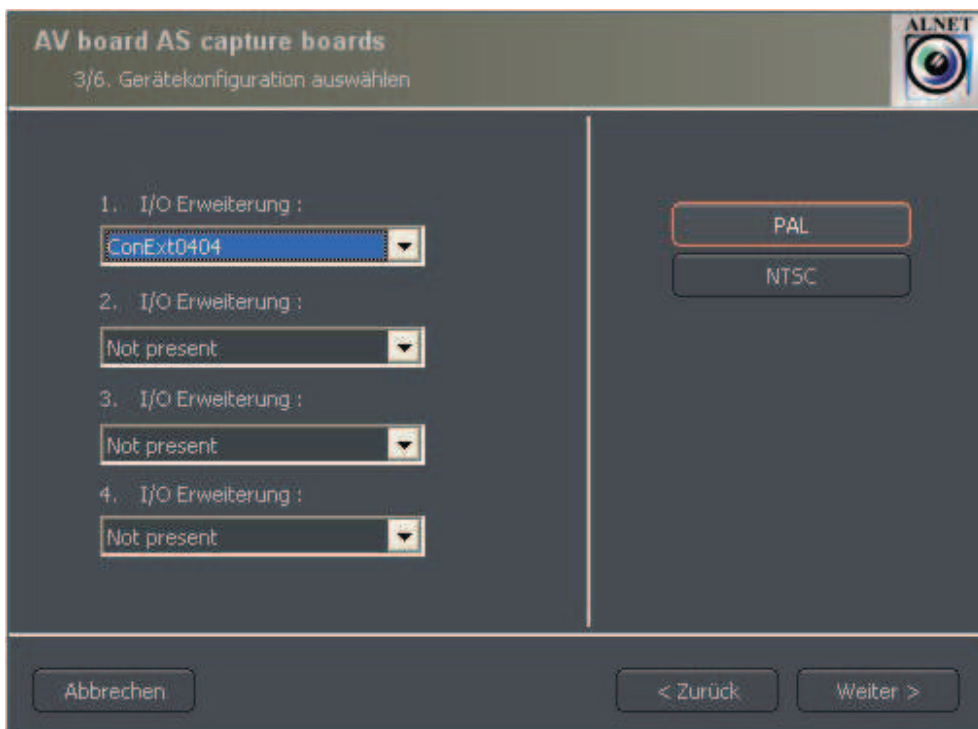 AV board AS capture boards
3/6. Gerätekonfiguration auswählen
ALNET
1. I/O Erweiterung :
ConExt0404
2. I/O Erweiterung :
Not present
3. I/O Erweiterung :
Not present
4. I/O Erweiterung :
Not present
PAL
NTSC
Abbrechen
< Zurück
Weiter >